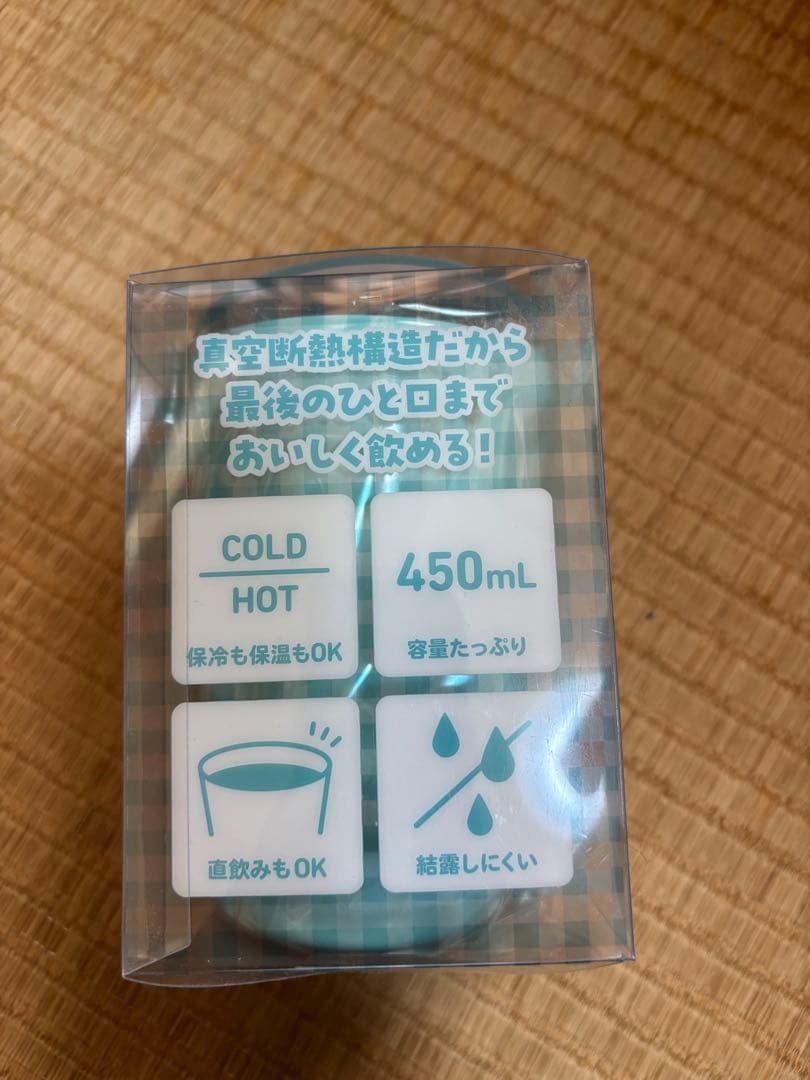 真空断熱構造だから
最後のひと口まで
おいしく飲める!
COLD
HOT
保冷も保温もOK
450mL
容量たっぷり
直飲みもOK
結露しにくい